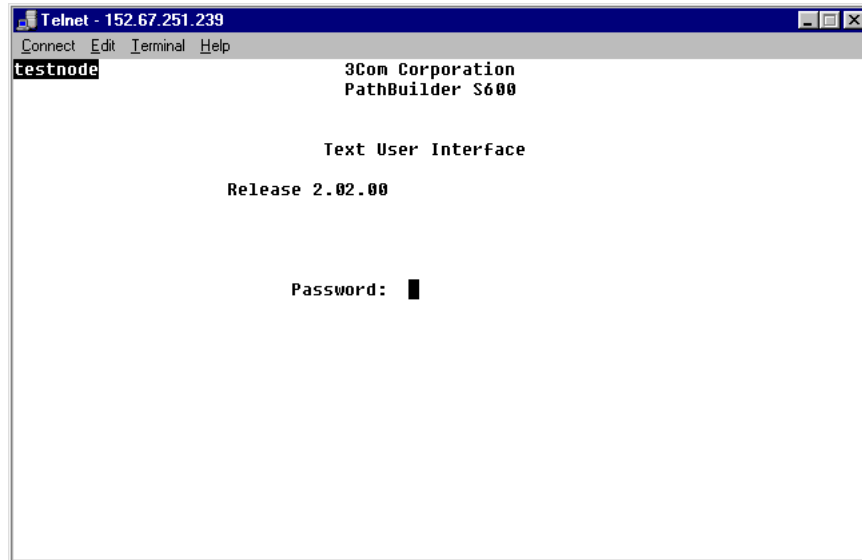 Telnet - 152.67.251.239
Connect Edit Terminal Help
testnode 3Com Corporation
PathBuilder S600
Text User Interface
Release 2.02.00
Password: